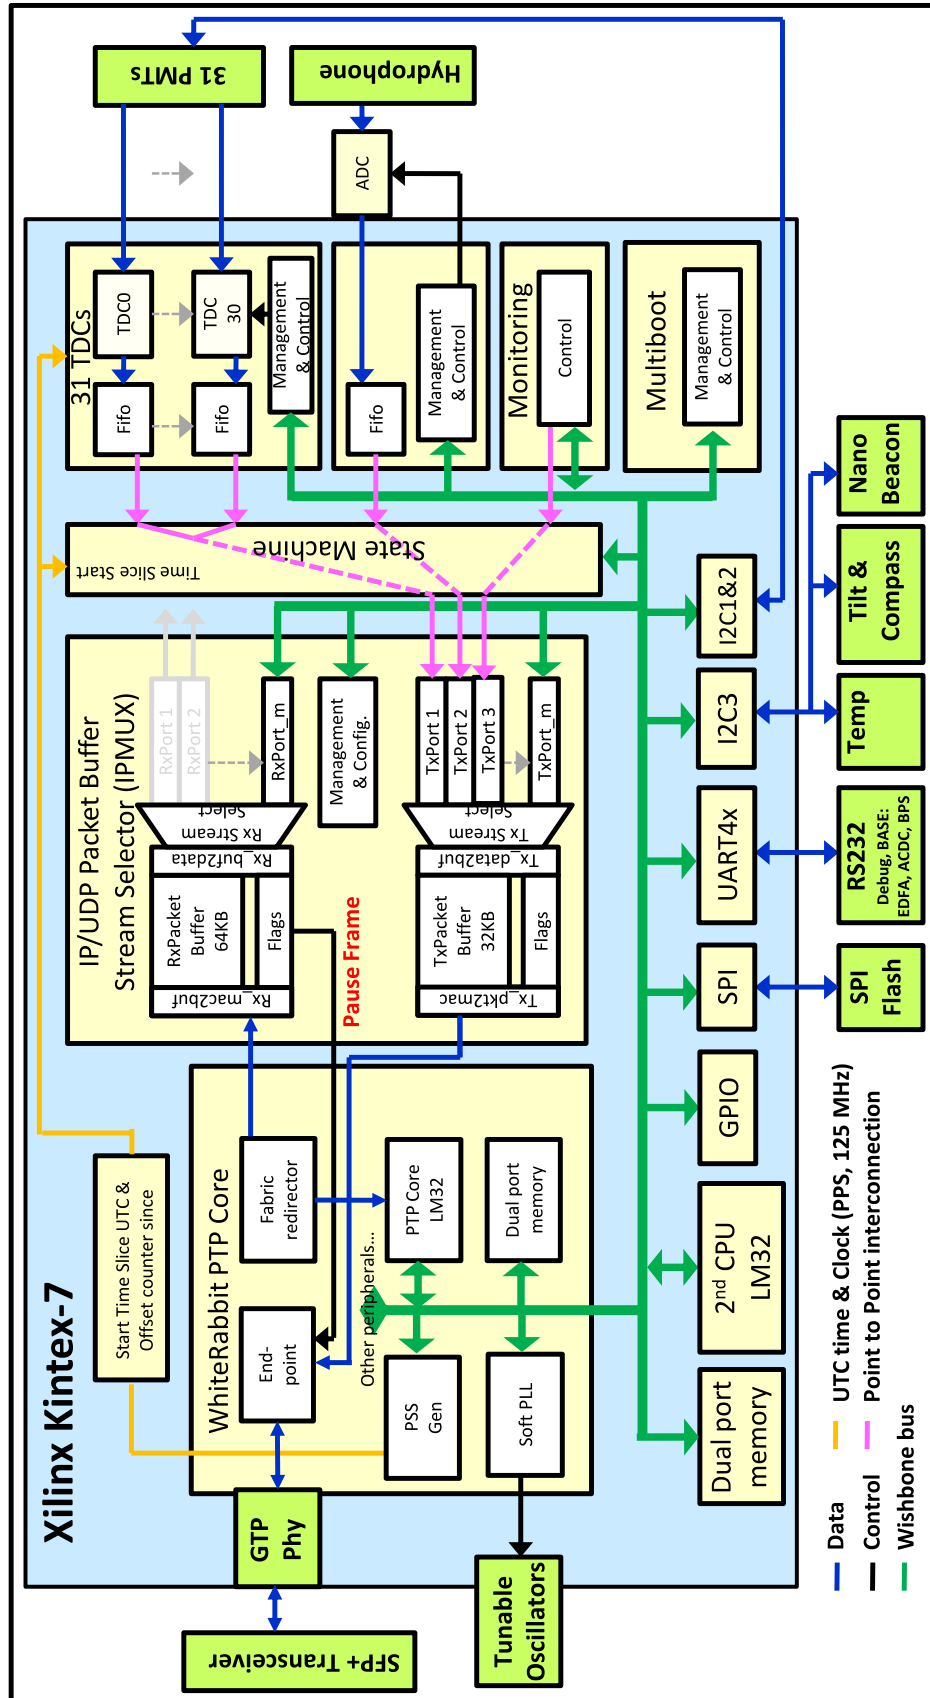 Xilinx Kintex-7
SFP+ Transceiver
GTP
Phy
Tunable
Oscillators
Start Time Slice UTC &
Offset counter since
WhiteRabbit PTP Core
End-
point
Fabric
redirector
Other peripherals...
PTP Core
LM32
PSS
Gen
Dual port
memory
Soft PLL
IP/UDP Packet Buffer
Stream Selector (IPMUX)
Rx_mac2buf
RxPacket
Buffer
64KB
Flags
Rx_buf2data
Rx Stream
Select
RxPort 1
RxPort 2
RxPort_m
Management
& Config.
Pause Frame
Tx_pkt2mac
TxPacket
Buffer
32KB
Flags
Tx_data2buf
Tx Stream
Select
TxPort 1
TxPort 2
TxPort 3
TxPort_m
Time Slice Start
State Machine
31 TDCs
Fifo
TDC0
Fifo
TDC
30
Management
& Control
Fifo
Management
& Control
Monitoring
Control
Multiboot
Management
& Control
31 PMTs
Hydrophone
ADC
Dual port
memory
2nd CPU
LM32
GPIO
SPI
UART4x
I2C3
I2C1&2
SPI
Flash
RS232
Debug, BASE:
EDFA, ACDC, BPS
Temp
Tilt &
Compass
Nano
Beacon
Data
Control
Wishbone bus
UTC time & Clock (PPS, 125 MHz)
Point to Point interconnection